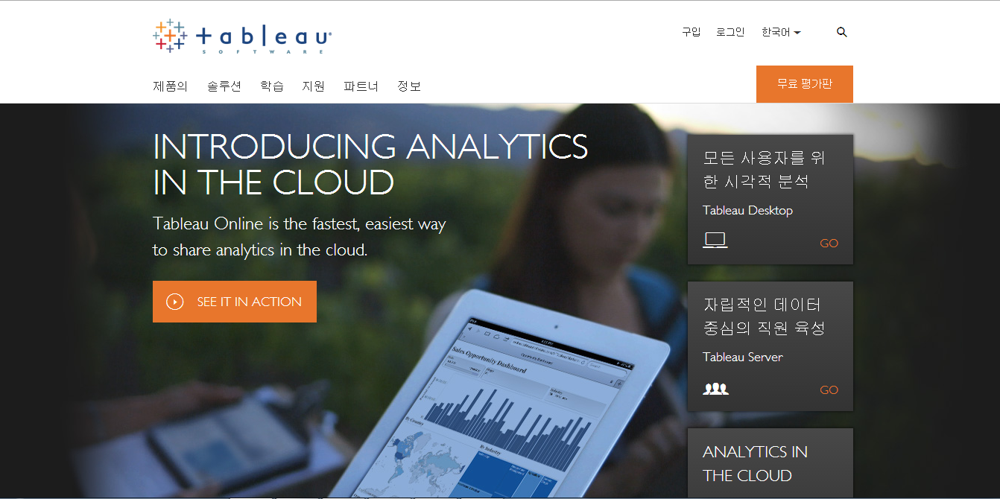 tableau
SOFTWARE
구입 로그인 한국어
제품의 솔루션 학습 지원 파트너 정보
무료 평가판
INTRODUCING ANALYTICS
IN THE CLOUD
Tableau Online is the fastest, easiest way
to share analytics in the cloud.
SEE IT IN ACTION
모든 사용자를 위
한 시각적 분석
Tableau Desktop
GO
자립적인 데이터
중심의 직원 육성
Tableau Server
GO
ANALYTICS IN
THE CLOUD
Sales Opportunity Dashboard
By Country
By Industry